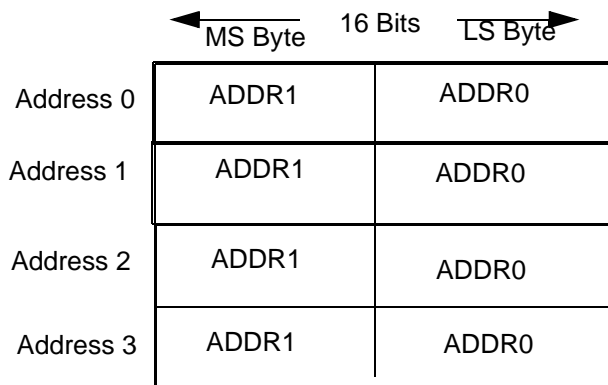 MS Byte 16 Bits LS Byte
Address 0 ADDR1 ADDR0
Address 1 ADDR1 ADDR0
Address 2 ADDR1 ADDR0
Address 3 ADDR1 ADDR0